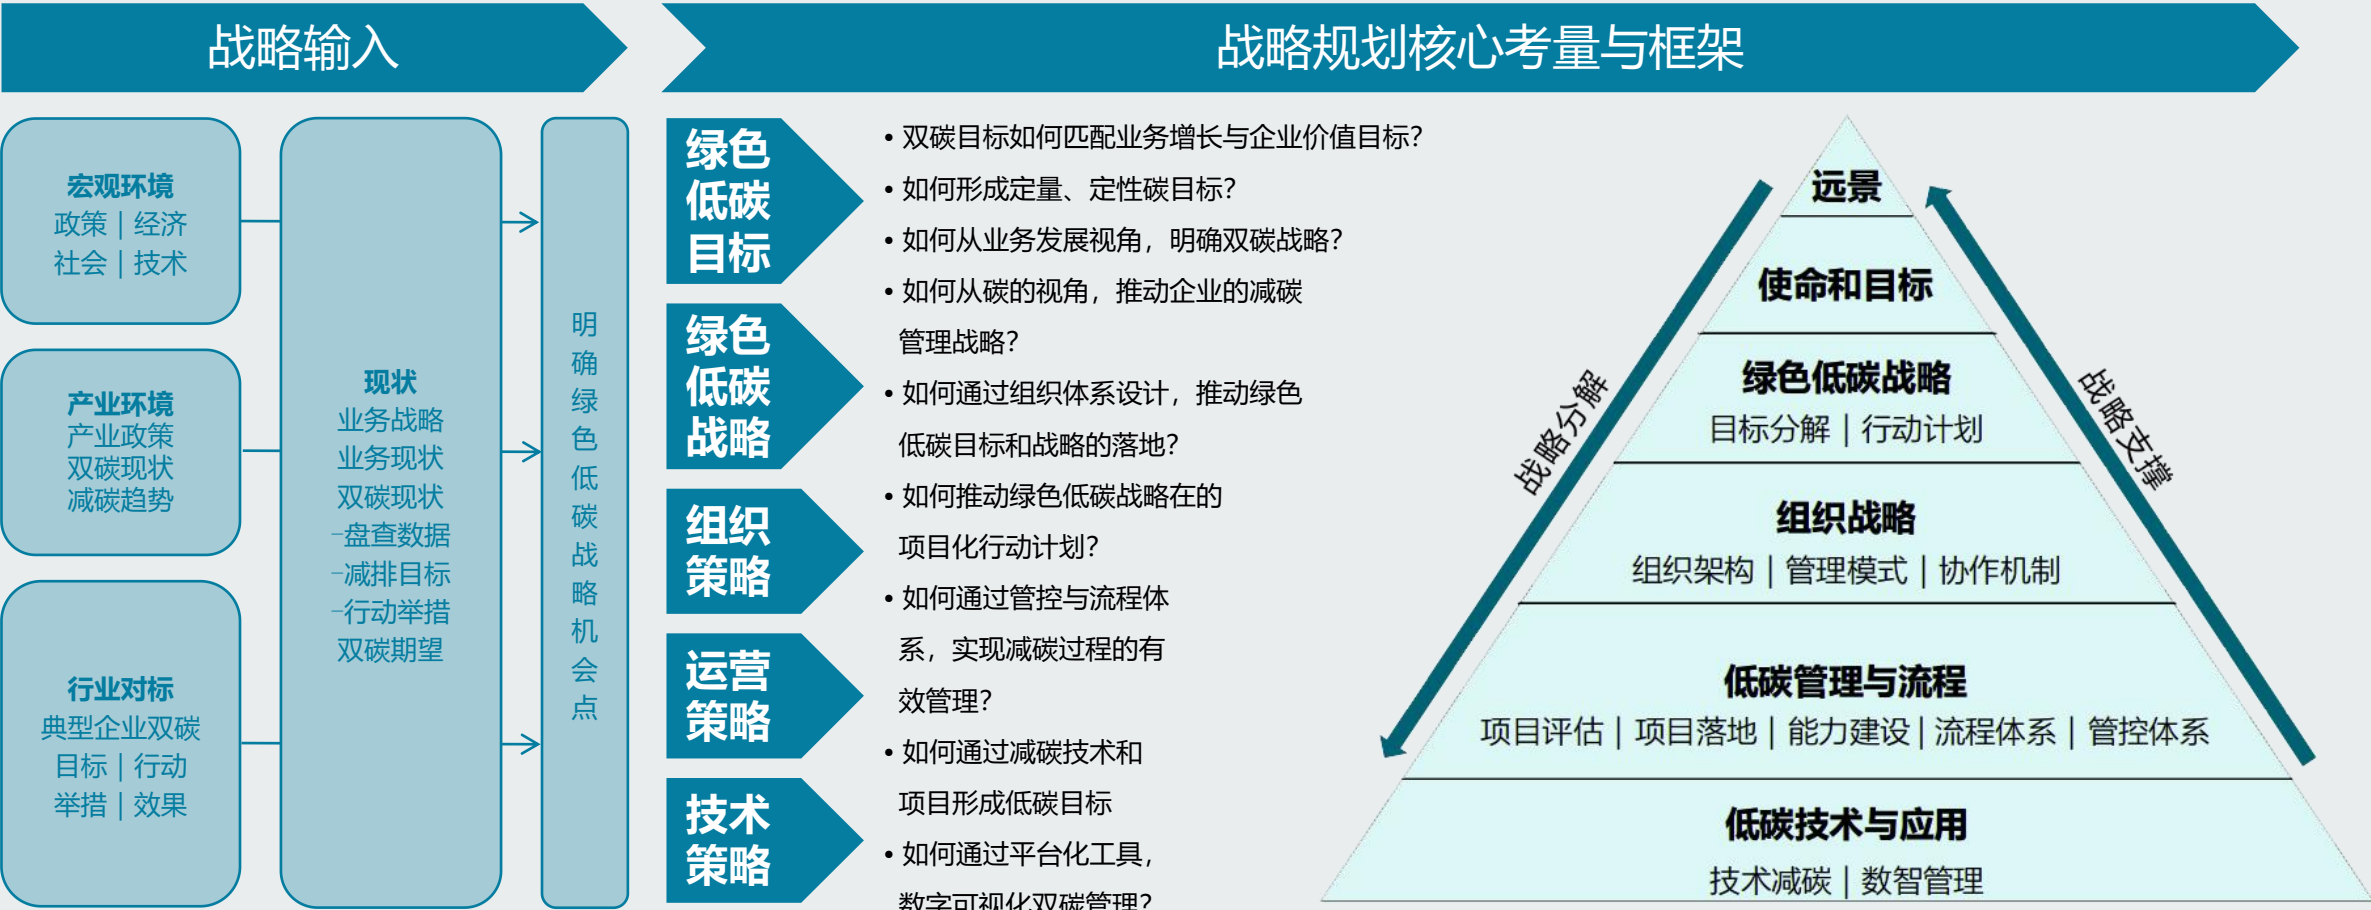 战略输入
战略规划核心考量与框架
宏观环境
政策｜经济
社会｜技术
产业环境
产业政策
双碳现状
减碳趋势
行业对标
典型企业双碳
目标｜行动
举措｜效果
现状
业务战略
业务现状
双碳现状
-盘查数据
-减排目标
-行动举措
双碳期望
明确绿色低碳战略机会点
绿色
低碳
目标
绿色
低碳
战略
组织
策略
运营
策略
技术
策略
• 双碳目标如何匹配业务增长与企业价值目标？
• 如何形成定量、定性碳目标？
• 如何从业务发展视角，明确双碳战略？
• 如何从碳的视角，推动企业的减碳
管理战略？
• 如何通过组织体系设计，推动绿色
低碳目标和战略的落地？
• 如何推动绿色低碳战略在的
项目化行动计划？
• 如何通过管控与流程体
系，实现减碳过程的有
效管理？
• 如何通过减碳技术和
项目形成低碳目标
• 如何通过平台化工具，
数字可视化双碳管理？
战略分解
战略支撑
远景
使命和目标
绿色低碳战略
目标分解｜行动计划
组织战略
组织架构｜管理模式｜协作机制
低碳管理与流程
项目评估｜项目落地｜能力建设｜流程体系｜管控体系
低碳技术与应用
技术减碳｜数智管理